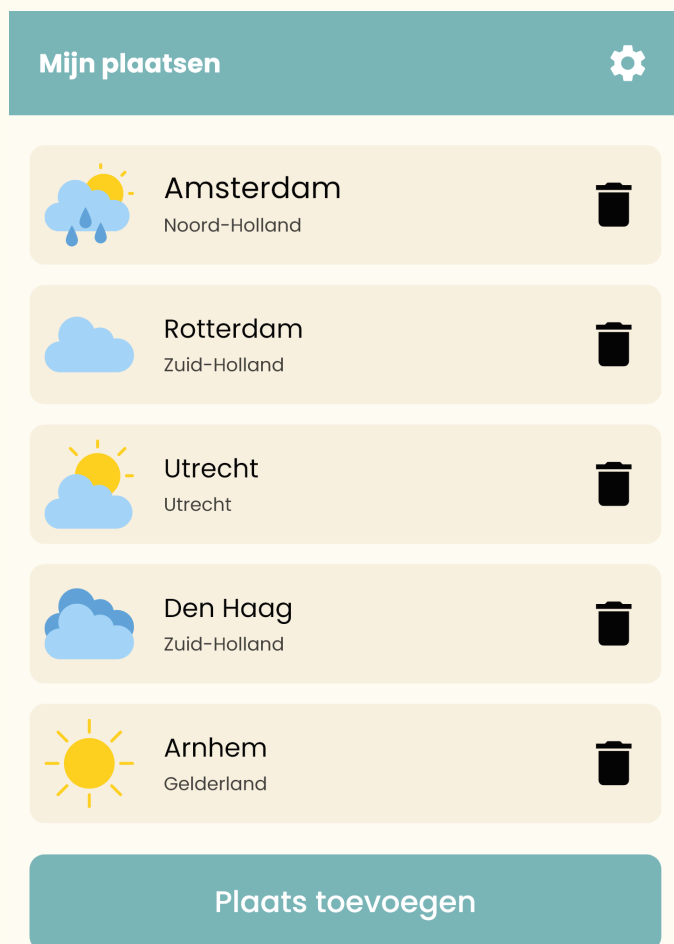 Mijn plaatsen
Amsterdam
Noord-Holland
Rotterdam
Zuid-Holland
Utrecht
Utrecht
Den Haag
Zuid-Holland
Arnhem
Gelderland
Plaats toevoegen